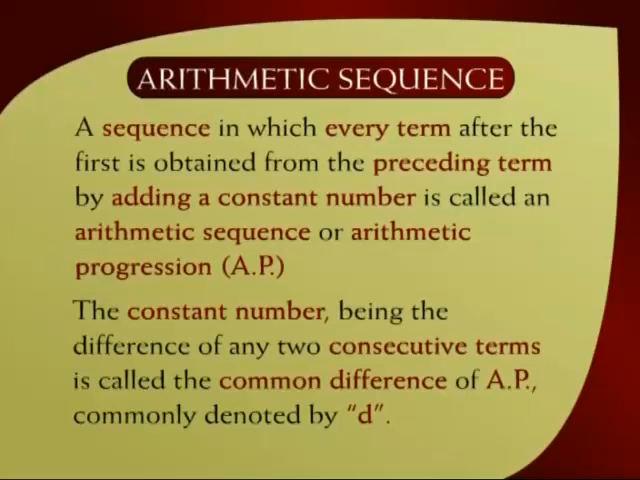 ARITHMETIC SEQUENCE
A sequence in which every term after the
first is obtained from the preceding term
by adding a constant number is called an
arithmetic sequence or arithmetic
progression (A.P.)
The constant number, being the
difference of any two consecutive terms
is called the common difference of A.P.,
commonly denoted by “d”.